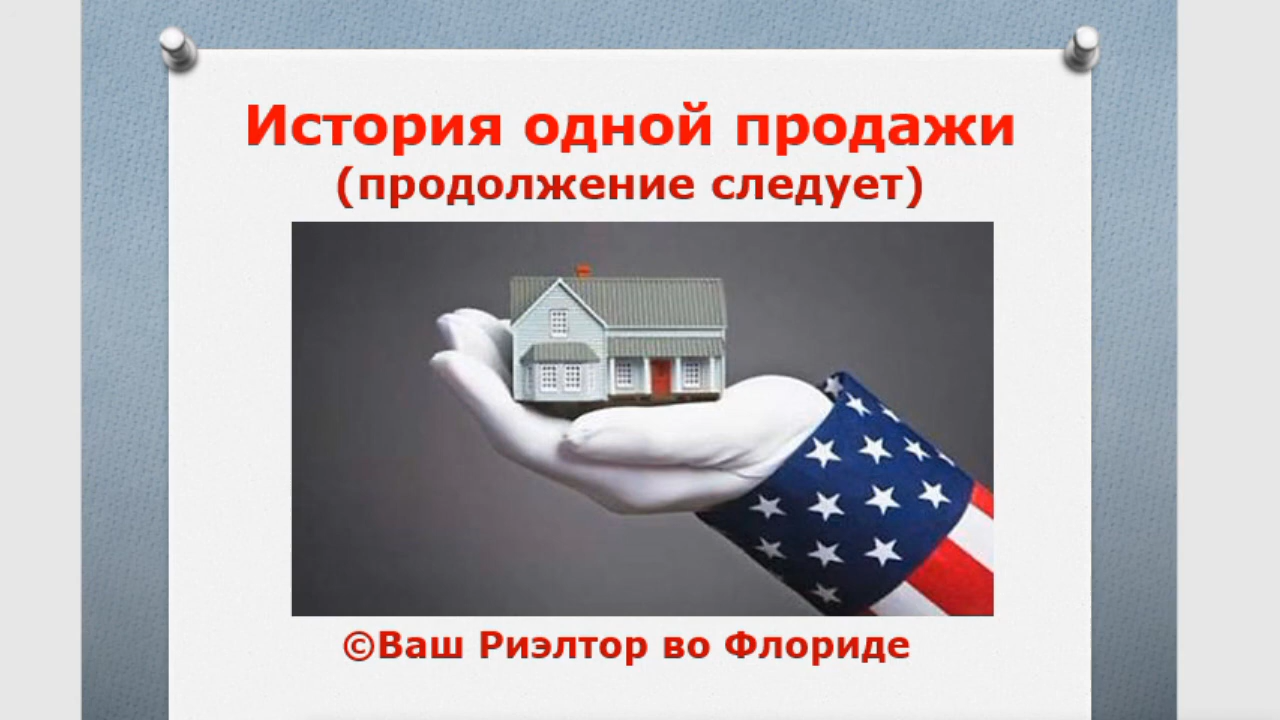 История одной продажи
(продолжение следует)
©Ваш Риэлтор во Флориде